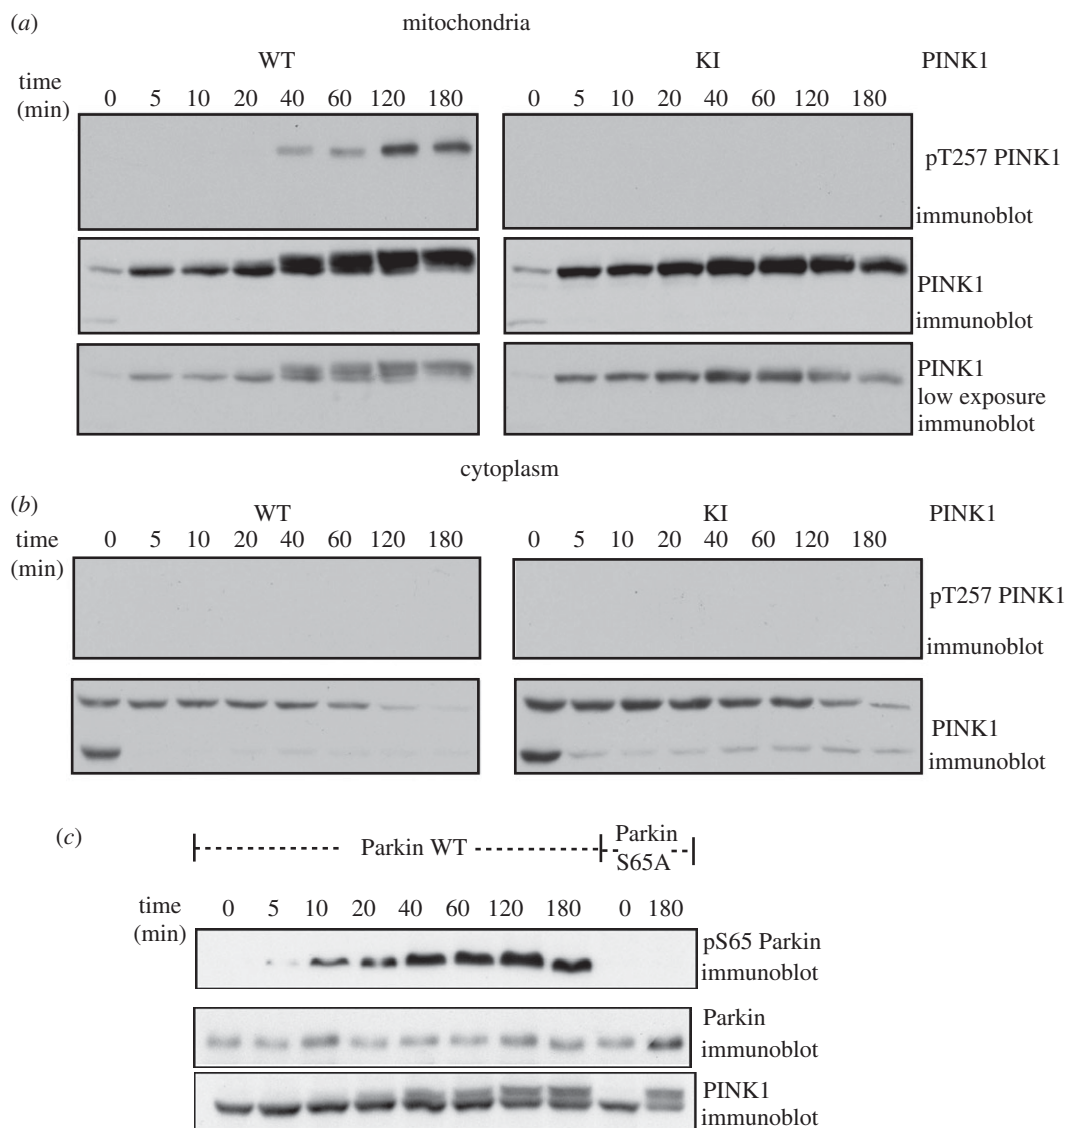 (a)
mitochondria
WT KI PINK1
time
(min)
0 5 10 20 40 60 120 180 0 5 10 20 40 60 120 180
pT257 PINK1
immunoblot
PINK1
immunoblot
PINK1
low exposure
immunoblot
cytoplasm
(b)
WT KI PINK1
time
(min)
0 5 10 20 40 60 120 180 0 5 10 20 40 60 120 180
pT257 PINK1
immunoblot
PINK1
immunoblot
(c)
Parkin WT
Parkin
S65A
time
(min)
0 5 10 20 40 60 120 180 0 180
pS65 Parkin
immunoblot
Parkin
immunoblot
PINK1
immunoblot